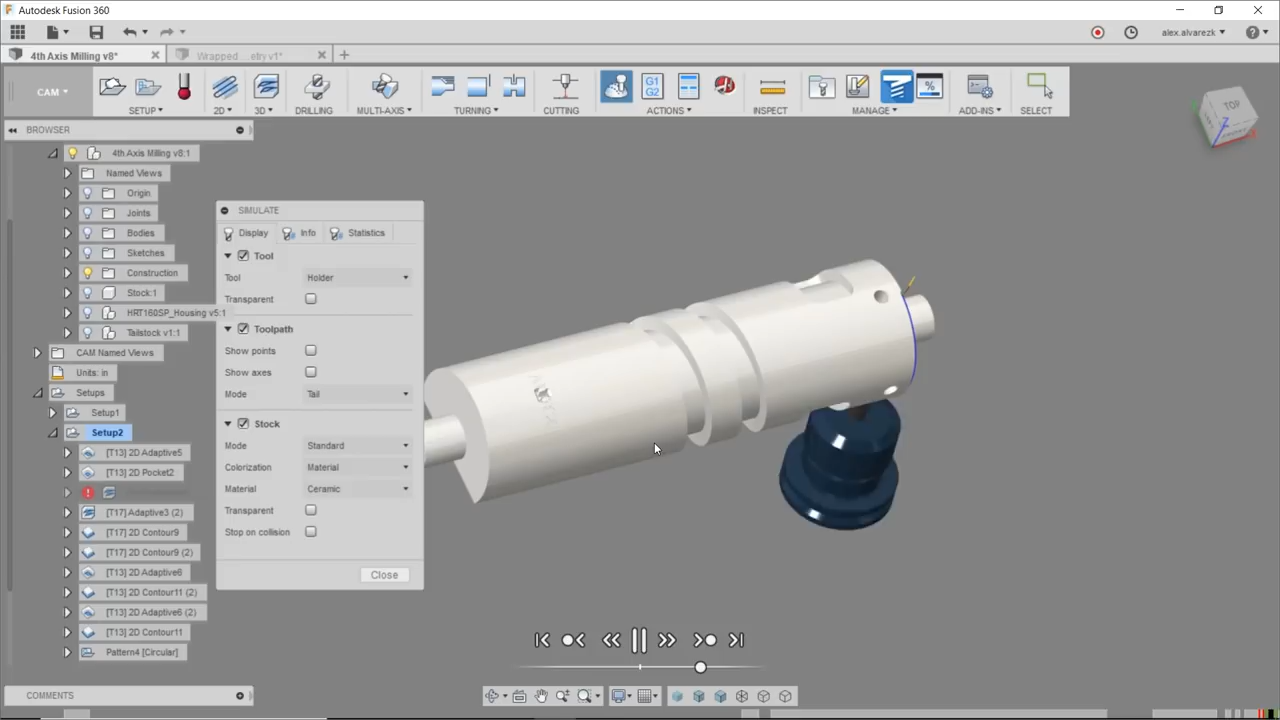 Autodesk Fusion 360
alex.alvarezk
4th Axis Milling v8*
Wrapped ...etry v1*
CAM
SETUP
2D
3D
DRILLING
MULTI-AXIS
TURNING
CUTTING
G1
G2
ACTIONS
INSPECT
MANAGE
ADD-INS
SELECT
TOP
Z
BROWSER
4th Axis Milling v8:1
Named Views
Origin
Joints
Bodies
Sketches
Construction
Stock:1
HRT160SP_Housing v5:1
Tailstock v1:1
CAM Named Views
Units: in
Setups
Setup1
Setup2
[T13] 2D Adaptive5
[T13] 2D Pocket2
[T17] Adaptive3 (2)
[T17] 2D Contour9
[T17] 2D Contour9 (2)
[T13] 2D Adaptive6
[T13] 2D Contour11 (2)
[T13] 2D Adaptive6 (2)
[T13] 2D Contour11
Pattern4 [Circular]
SIMULATE
Display
Info
Statistics
Tool
Tool
Holder
Transparent
Toolpath
Show points
Show axes
Mode
Tail
Stock
Mode
Standard
Colorization
Material
Material
Ceramic
Transparent
Stop on collision
Close
COMMENTS